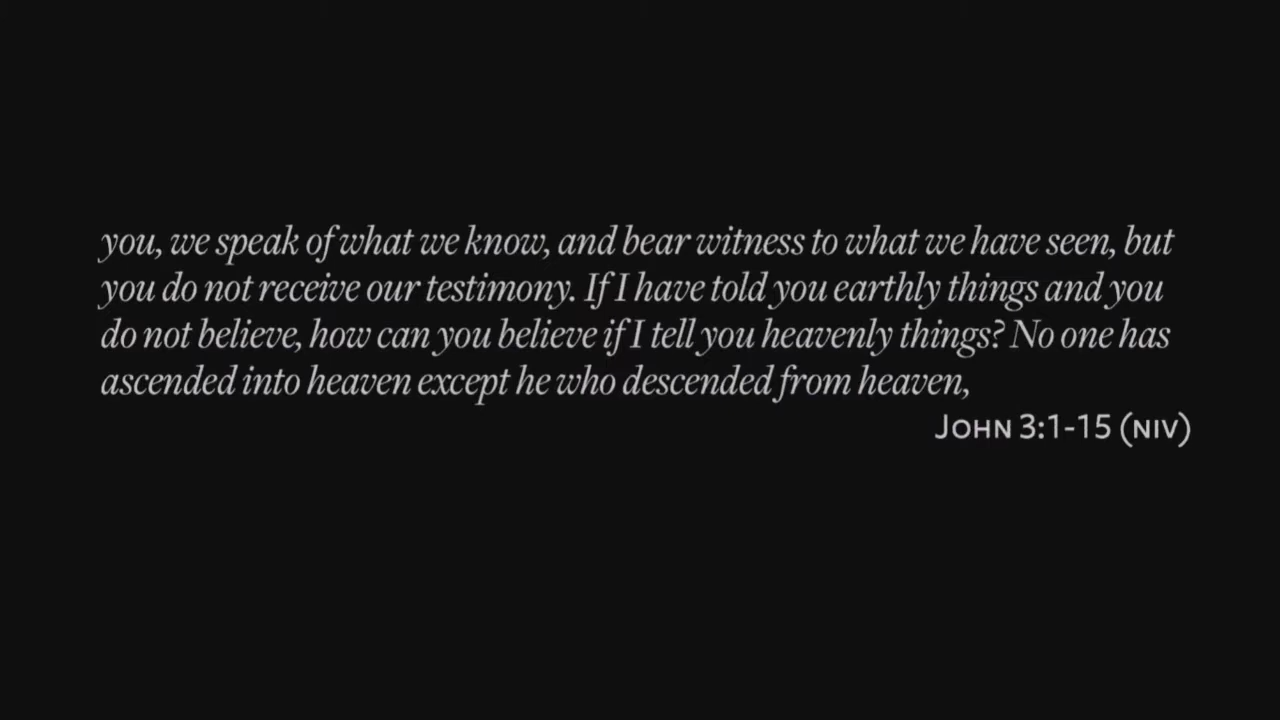 you, we speak of what we know, and bear witness to what we have seen, but
you do not receive our testimony. If I have told you earthly things and you
do not believe, how can you believe if I tell you heavenly things? No one has
ascended into heaven except he who descended from heaven,
John 3:1-15 (NIV)